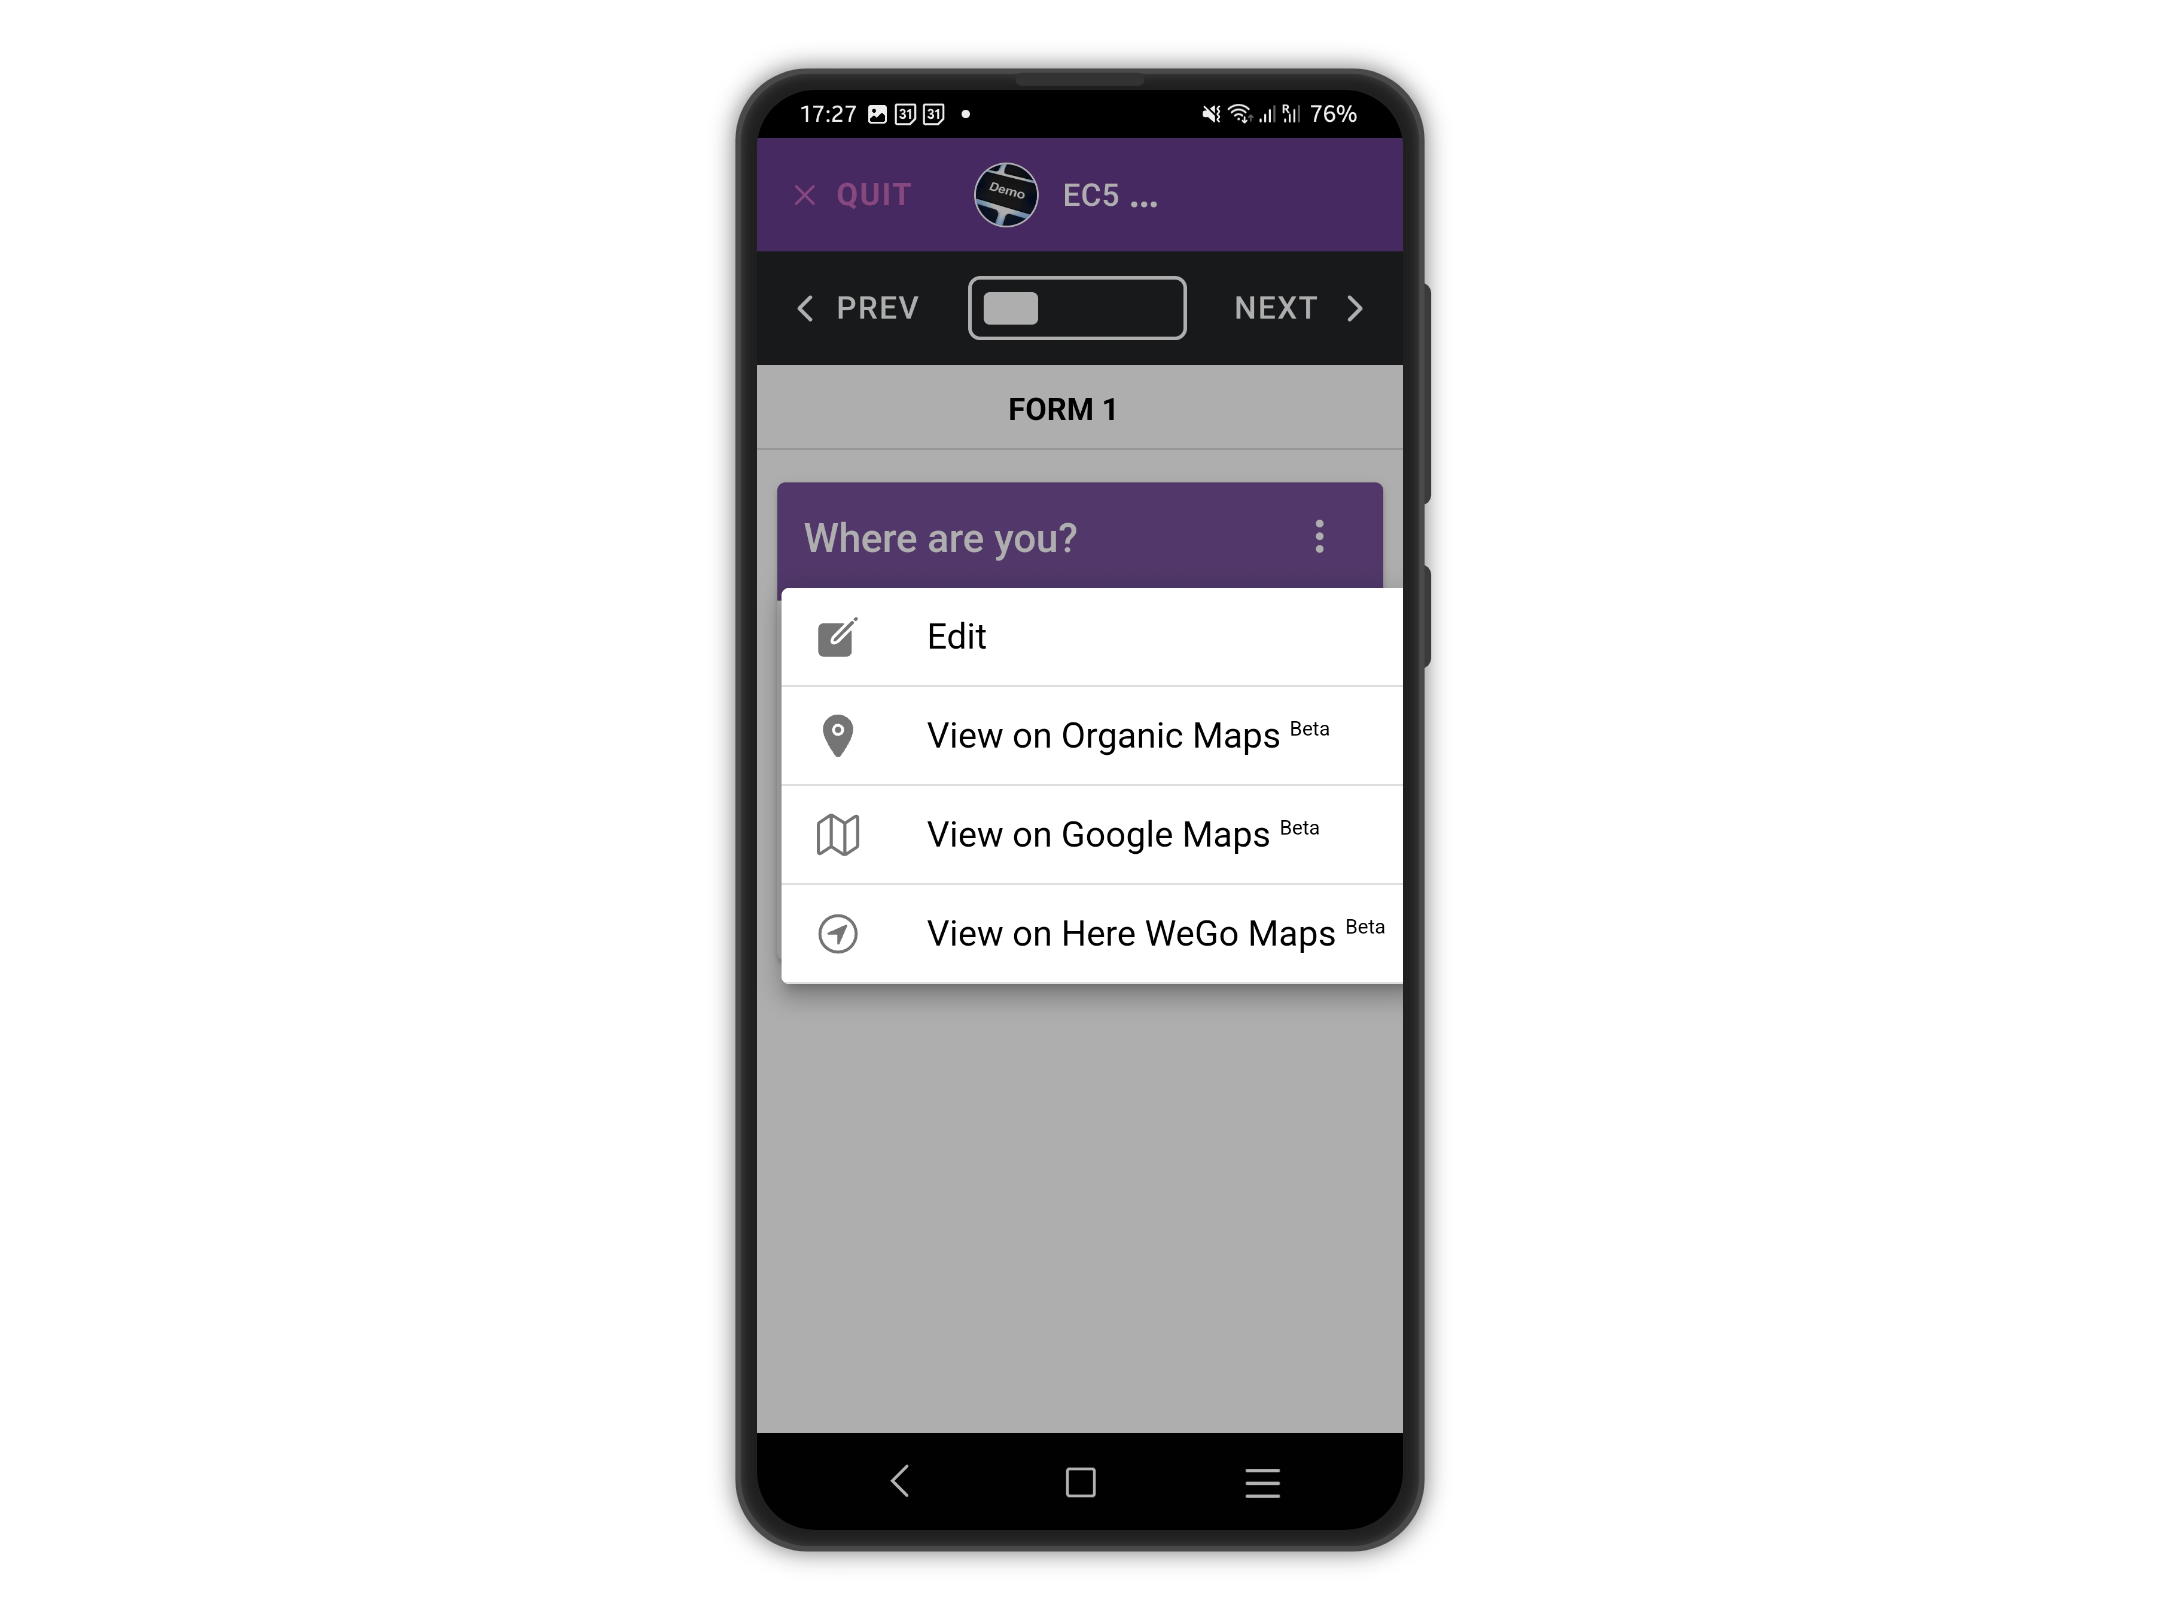 17:27 31 31 R 76%
QUIT Demo EC5 ...
PREV NEXT
FORM 1
Where are you?
Edit
View on Organic Maps Beta
View on Google Maps Beta
View on Here WeGo Maps Beta